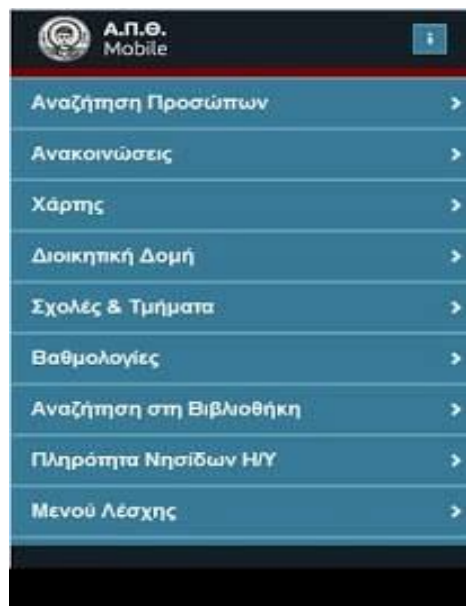 Α.Π.Θ.
Mobile
i
Αναζήτηση Προσώπων
Ανακοινώσεις
Χάρτης
Διοικητική Δομή
Σχολές & Τμήματα
Βαθμολογίες
Αναζήτηση στη Βιβλιοθήκη
Πληρότητα Νησίδων Η/Υ
Μενού Λέσχης